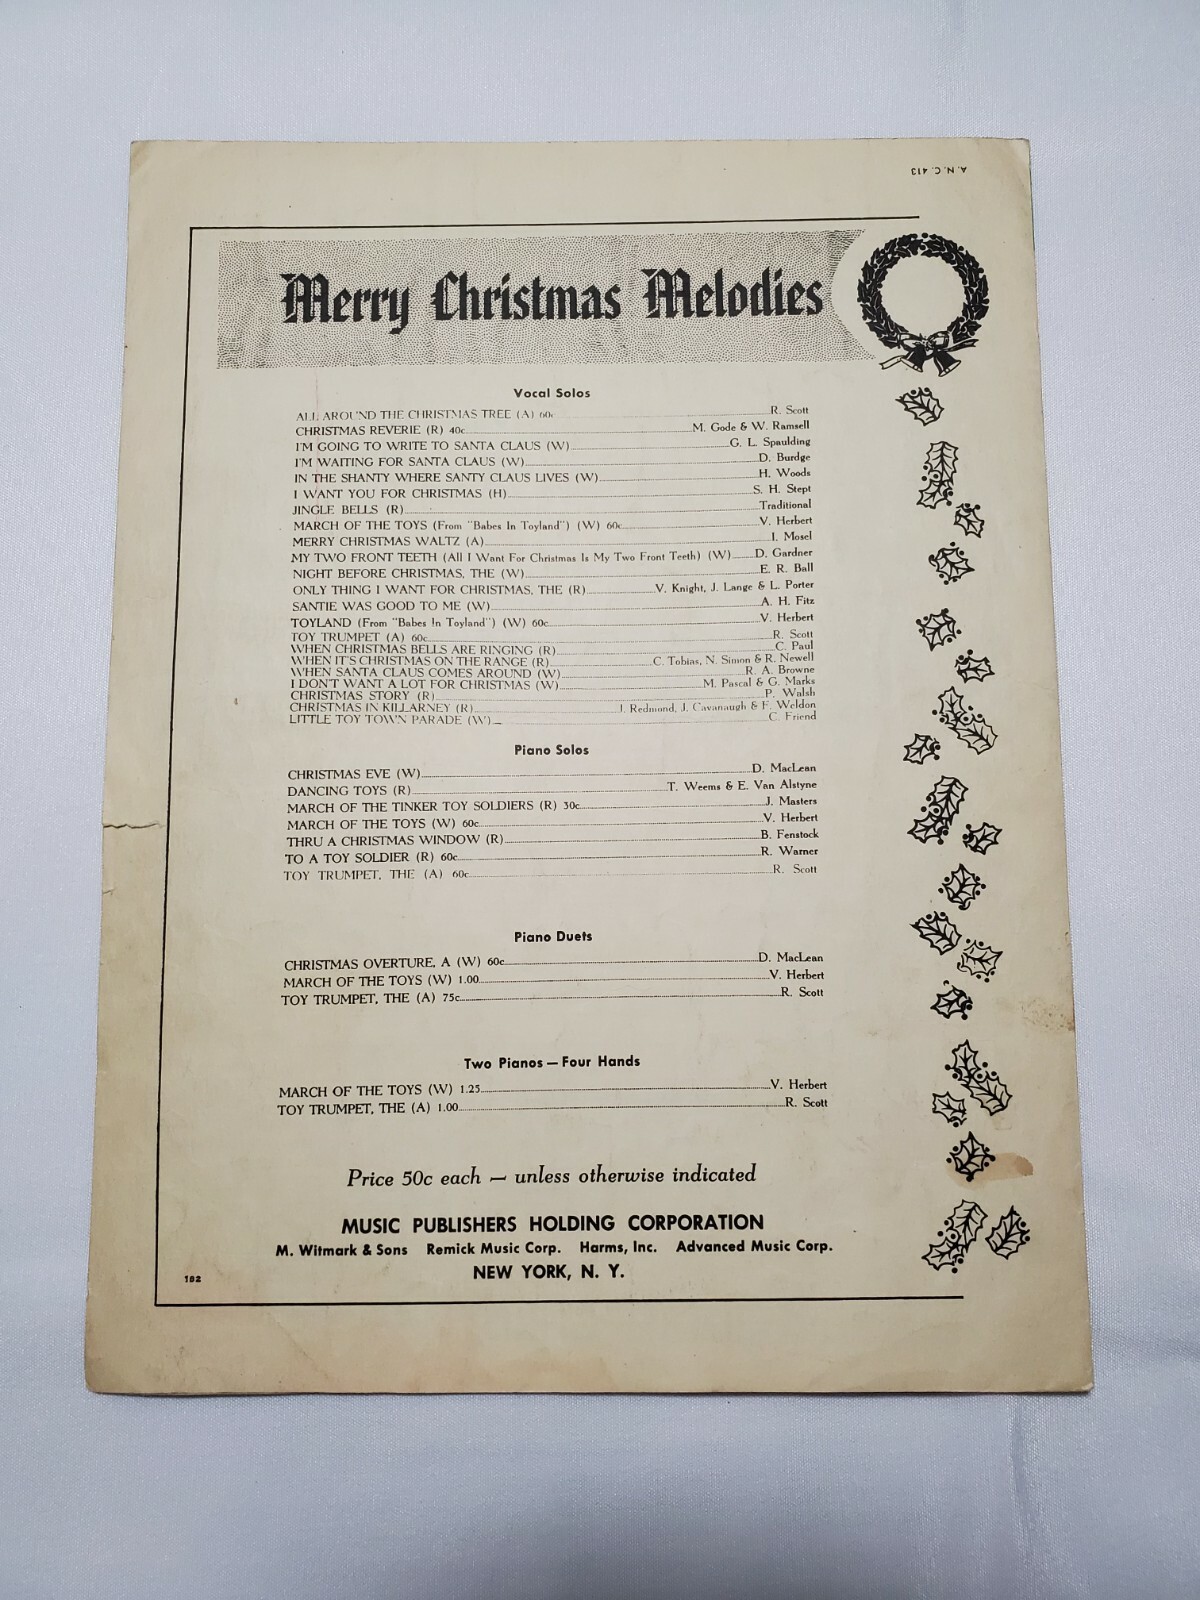 A. N. C. 413
Merry Christmas Melodies
Vocal Solos
ALL AROUND THE CHRISTMAS TREE (A) 60c R. Scott
CHRISTMAS REVERIE (R) 40c M. Gode & W. Ramsell
I'M GOING TO WRITE TO SANTA CLAUS (W) G. L. Spaulding
I'M WAITING FOR SANTA CLAUS (W) D. Burdge
IN THE SHANTY WHERE SANTY CLAUS LIVES (W) H. Woods
I WANT YOU FOR CHRISTMAS (H) S. H. Stept
JINGLE BELLS (R) Traditional
MARCH OF THE TOYS (From "Babes In Toyland") (W) 60c V. Herbert
MERRY CHRISTMAS WALTZ (A) I. Mosel
MY TWO FRONT TEETH (All I Want For Christmas Is My Two Front Teeth) (W) D. Gardner
NIGHT BEFORE CHRISTMAS, THE (W) E. R. Ball
ONLY THING I WANT FOR CHRISTMAS, THE (R) V. Knight, J. Lange & L. Porter
SANTIE WAS GOOD TO ME (W) A. H. Fitz
TOYLAND (From "Babes In Toyland") (W) 60c V. Herbert
TOY TRUMPET (A) 60c R. Scott
WHEN CHRISTMAS BELLS ARE RINGING (R) C. Paul
WHEN IT'S CHRISTMAS ON THE RANGE (R) C. Tobias, N. Simon & R. Newell
WHEN SANTA CLAUS COMES AROUND (W) R. A. Browne
I DON'T WANT A LOT FOR CHRISTMAS (W) M. Pascal & G. Marks
CHRISTMAS STORY (R) P. Walsh
CHRISTMAS IN KILLARNEY (R) J. Redmond, J. Cavanaugh & F. Weldon
LITTLE TOY TOWN PARADE (W) C. Friend
Piano Solos
CHRISTMAS EVE (W) D. MacLean
DANCING TOYS (R) T. Weems & E. Van Alstyne
MARCH OF THE TINKER TOY SOLDIERS (R) 30c J. Masters
MARCH OF THE TOYS (W) 60c V. Herbert
THRU A CHRISTMAS WINDOW (R) B. Fenstock
TO A TOY SOLDIER (R) 60c R. Warner
TOY TRUMPET, THE (A) 60c R. Scott
Piano Duets
CHRISTMAS OVERTURE, A (W) 60c D. MacLean
MARCH OF THE TOYS (W) 1.00 V. Herbert
TOY TRUMPET, THE (A) 75c R. Scott
Two Pianos — Four Hands
MARCH OF THE TOYS (W) 1.25 V. Herbert
TOY TRUMPET, THE (A) 1.00 R. Scott
Price 50c each — unless otherwise indicated
MUSIC PUBLISHERS HOLDING CORPORATION
M. Witmark & Sons Remick Music Corp. Harms, Inc. Advanced Music Corp.
NEW YORK, N. Y.
182